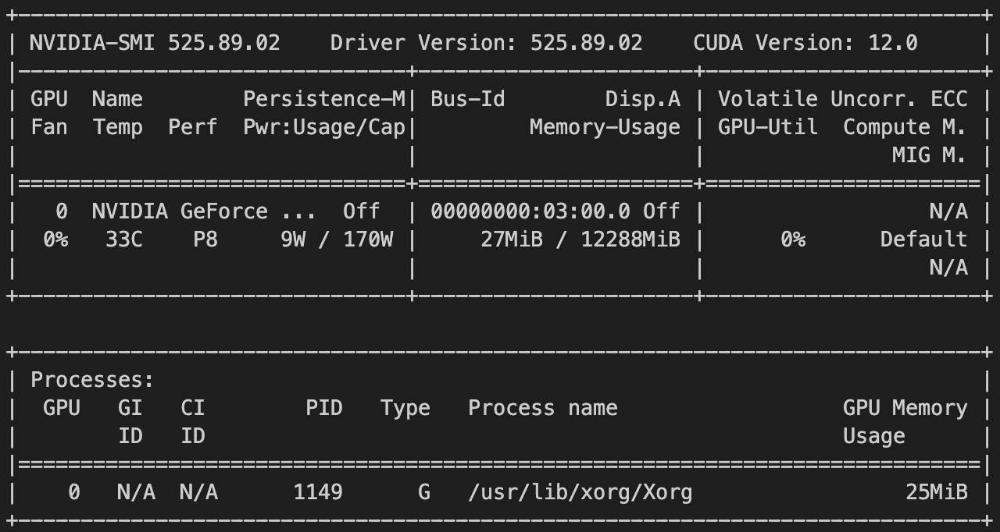 +-----------------------------------------------------------------------------+
| NVIDIA-SMI 525.89.02    Driver Version: 525.89.02    CUDA Version: 12.0     |
|-------------------------------+----------------------+----------------------+
| GPU  Name        Persistence-M| Bus-Id        Disp.A | Volatile Uncorr. ECC |
| Fan  Temp  Perf  Pwr:Usage/Cap|         Memory-Usage | GPU-Util  Compute M. |
|                               |                      |               MIG M. |
|===============================+======================+======================|
|   0  NVIDIA GeForce ...  Off  | 00000000:03:00.0 Off |                  N/A |
|  0%   33C    P8     9W / 170W |     27MiB / 12288MiB |      0%      Default |
|                               |                      |                  N/A |
+-------------------------------+----------------------+----------------------+

+-----------------------------------------------------------------------------+
| Processes:                                                                  |
|  GPU   GI   CI        PID   Type   Process name                  GPU Memory |
|        ID   ID                                                   Usage      |
|=============================================================================|
|    0   N/A  N/A      1149      G   /usr/lib/xorg/Xorg                 25MiB |
+-----------------------------------------------------------------------------+